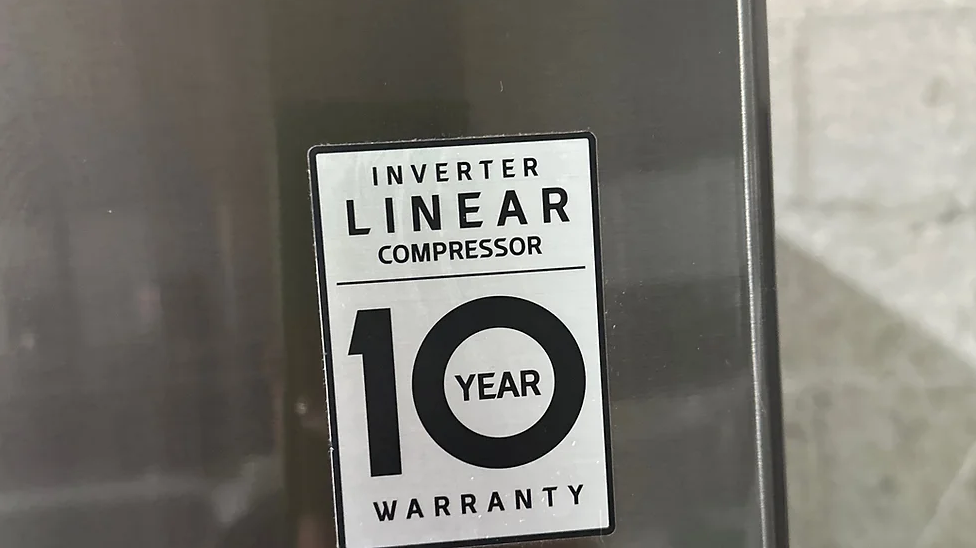 INVERTER
LINEAR
COMPRESSOR
10
YEAR
WARRANTY